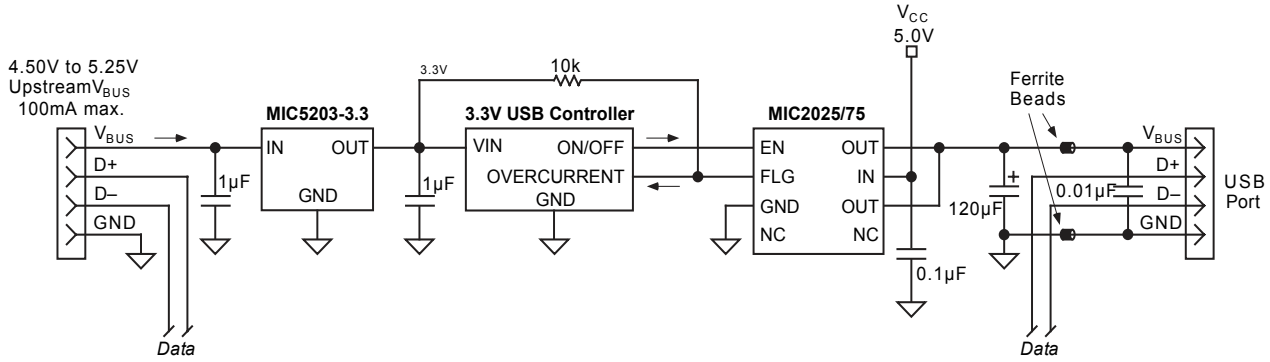 V_CC
5.0V
4.50V to 5.25V
UpstreamV_BUS
100mA max.
3.3V
10k
Ferrite
Beads
MIC5203-3.3
3.3V USB Controller
MIC2025/75
V_BUS
D+
D–
GND
1µF
IN
OUT
GND
1µF
VIN
ON/OFF
OVERCURRENT
GND
EN
FLG
GND
NC
OUT
IN
OUT
NC
0.1µF
120µF
+
0.01µF
V_BUS
D+
D–
GND
USB
Port
Data
Data